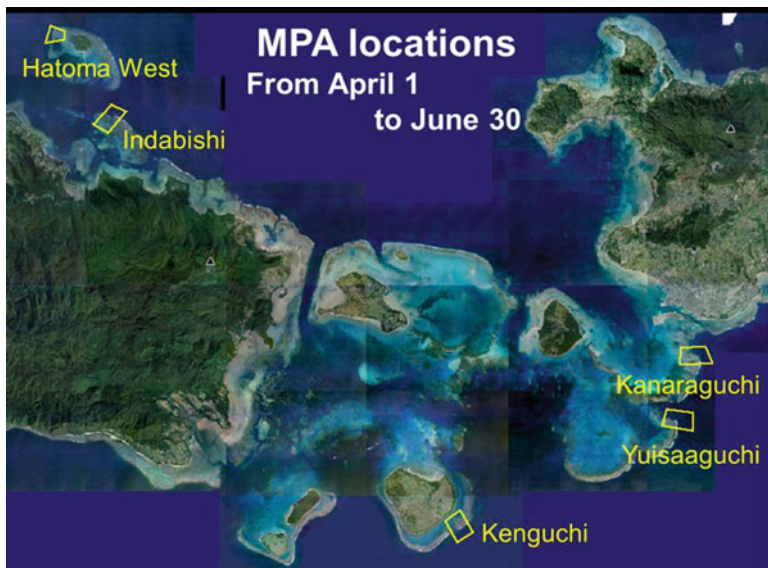 MPA locations
From April 1
to June 30
Hatoma West
Indabishi
Kanaraguchi
Yuisaaguchi
Kenguchi